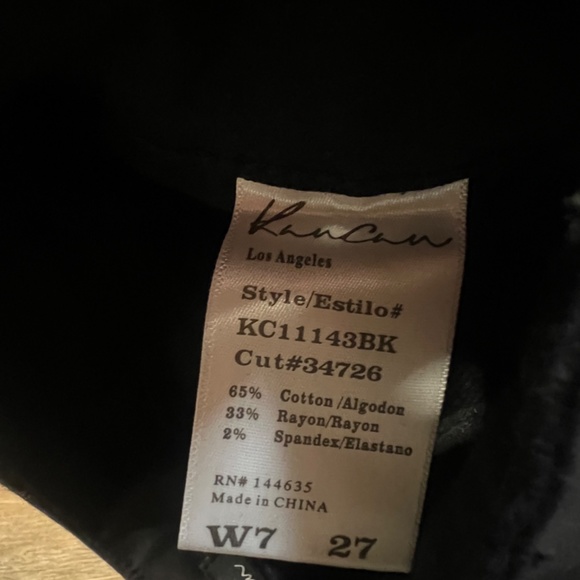 KanCan
Los Angeles
Style/Estilo#
KC11143BK
Cut#34726
65% Cotton/Algodon
33% Rayon/Rayon
2% Spandex/Elastano
RN# 144635
Made in CHINA
W7 27